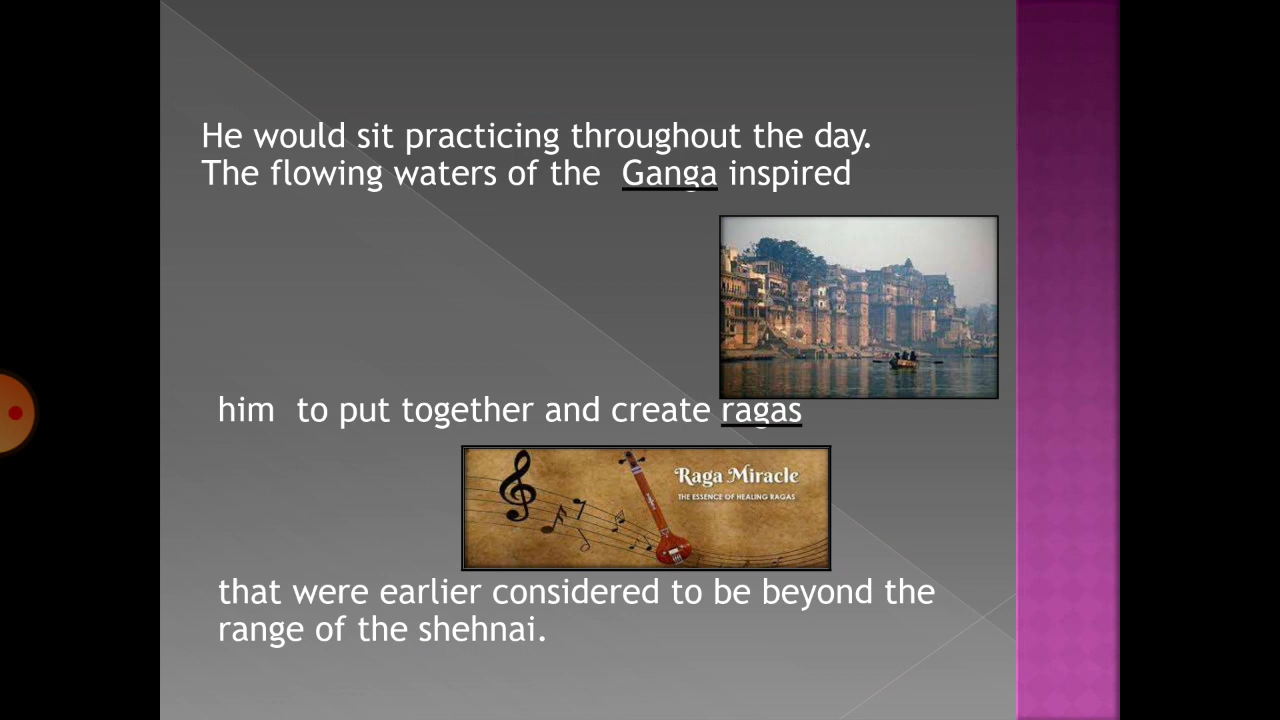 He would sit practicing throughout the day.
The flowing waters of the Ganga inspired
him to put together and create ragas
Raga Miracle
THE ESSENCE OF HEALING RAGAS
that were earlier considered to be beyond the
range of the shehnai.